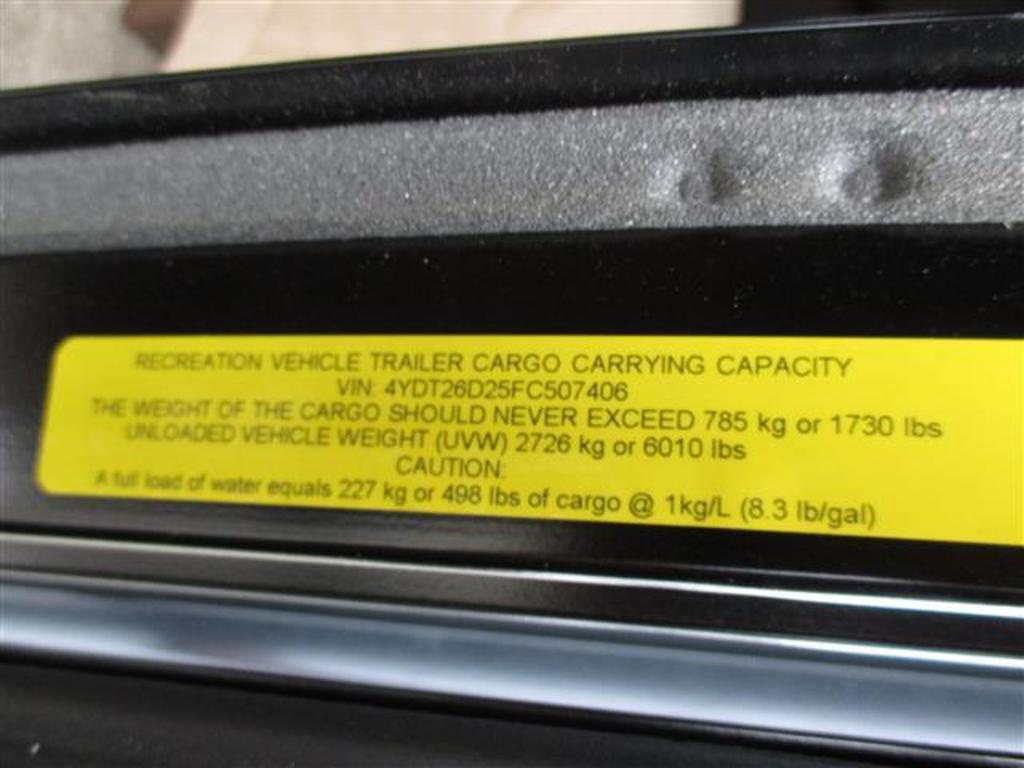 RECREATION VEHICLE TRAILER CARGO CARRYING CAPACITY
VIN: 4YDT26D25FC507406
THE WEIGHT OF THE CARGO SHOULD NEVER EXCEED 785 kg or 1730 lbs
UNLOADED VEHICLE WEIGHT (UVW) 2726 kg or 6010 lbs
CAUTION:
A full load of water equals 227 kg or 498 lbs of cargo @ 1kg/L (8.3 lb/gal)